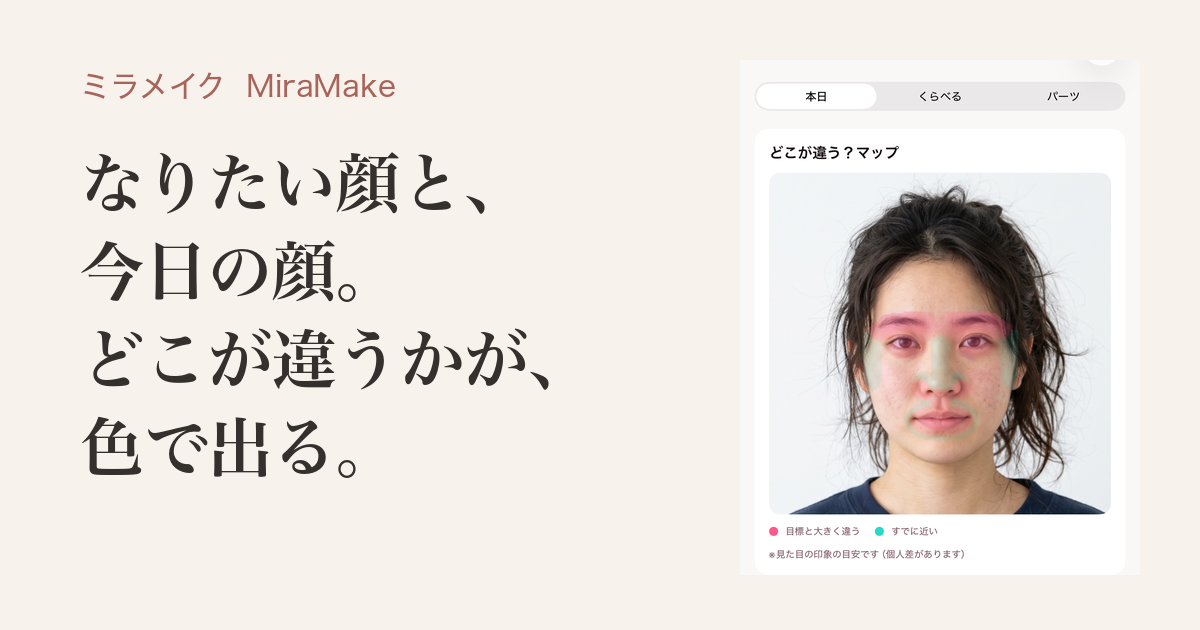 ミラメイク MiraMake
なりたい顔と、
今日の顔。
どこが違うかが、
色で出る。
本日 くらべる パーツ
どこが違う？マップ
目標と大きく違う すでに近い
※見た目の印象の目安です (個人差があります)